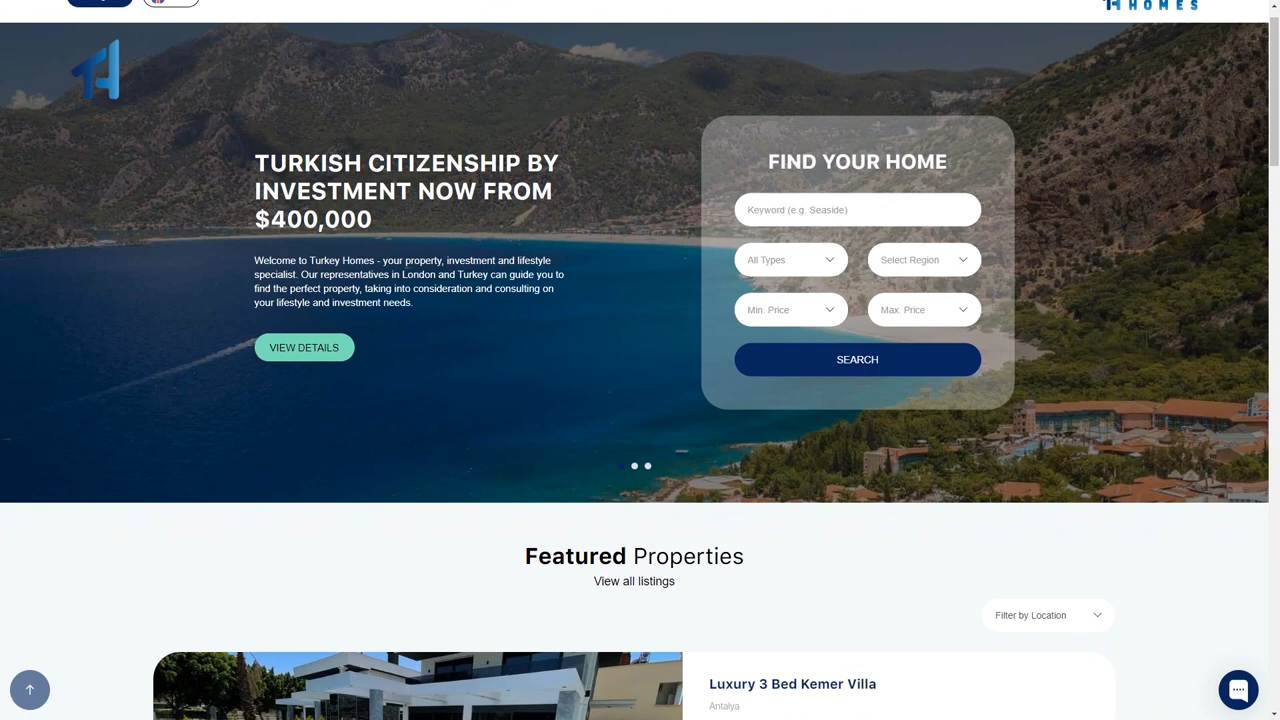 HOMES
TURKISH CITIZENSHIP BY
INVESTMENT NOW FROM
$400,000
Welcome to Turkey Homes - your property, investment and lifestyle
specialist. Our representatives in London and Turkey can guide you to
find the perfect property, taking into consideration and consulting on
your lifestyle and investment needs.
VIEW DETAILS
FIND YOUR HOME
Keyword (e.g. Seaside)
All Types
Select Region
Min. Price
Max. Price
SEARCH
Featured Properties
View all listings
Filter by Location
Luxury 3 Bed Kemer Villa
Antalya